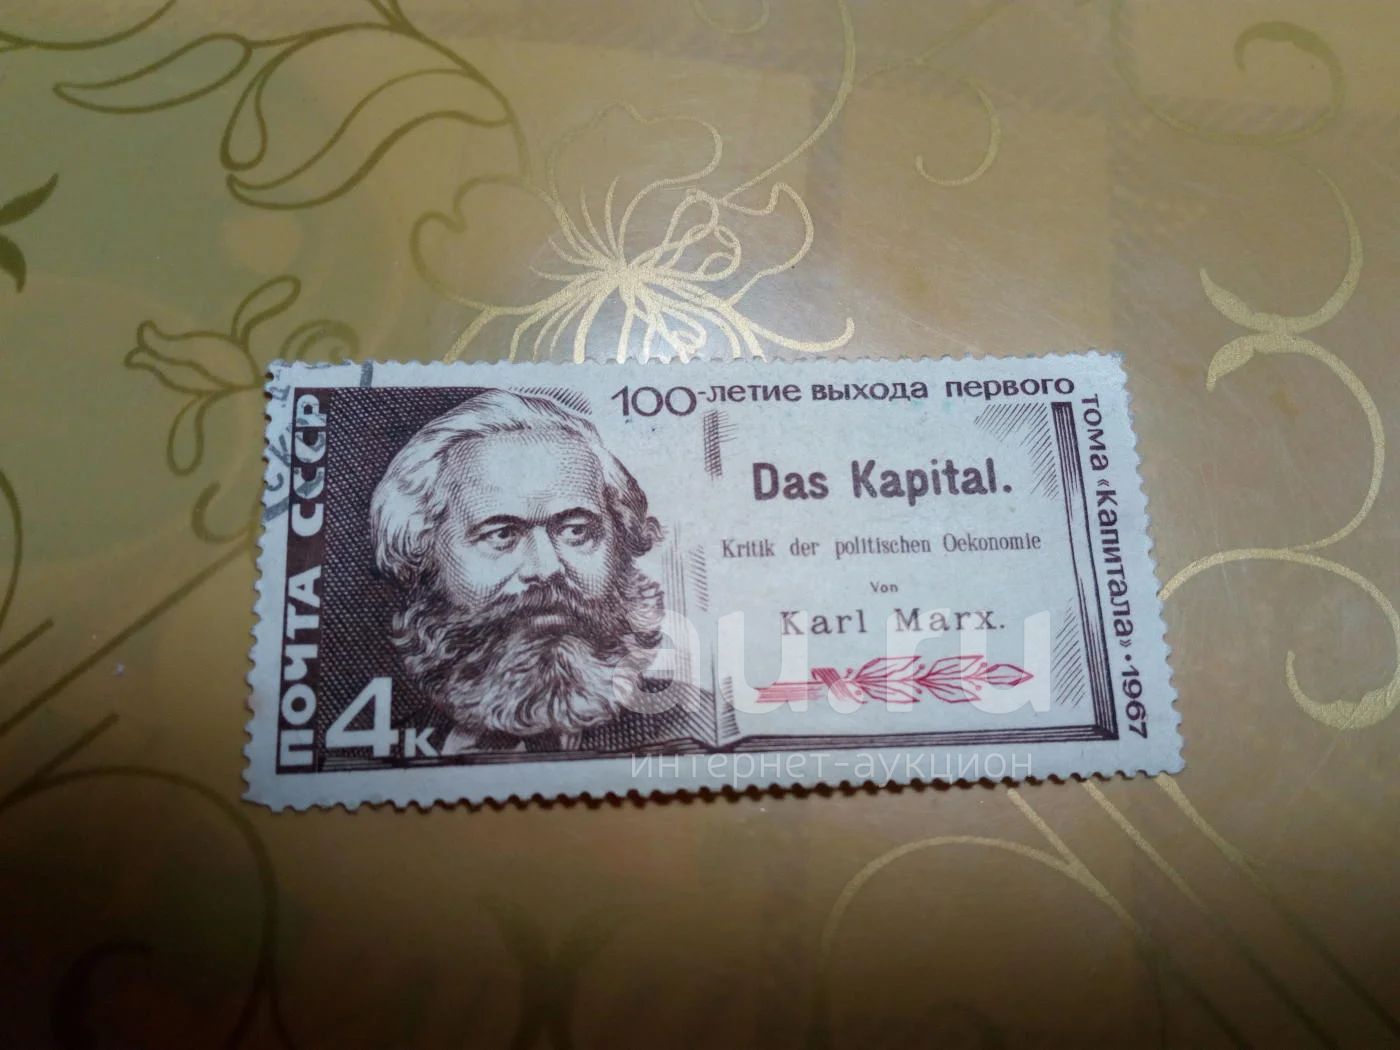 ПОЧТА СССР
4к
100-летие выхода первого
тома «Капитала»·1967
Das Kapital.
Kritik der politischen Oekonomie
Von
Karl Marx.
au.ru
интернет-аукцион